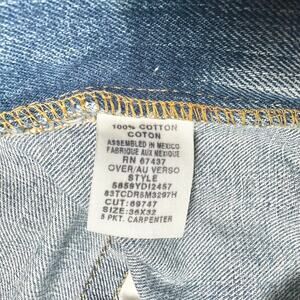 100% COTTON
COTON
ASSEMBLED IN MEXICO
FABRIQUE AUX MEXIQUE
RN 67437
OVER/AU VERSO
STYLE
5859YDI2457
83TCDR5M3297H
CUT: 69747
SIZE: 36X32
5 PKT. CARPENTER